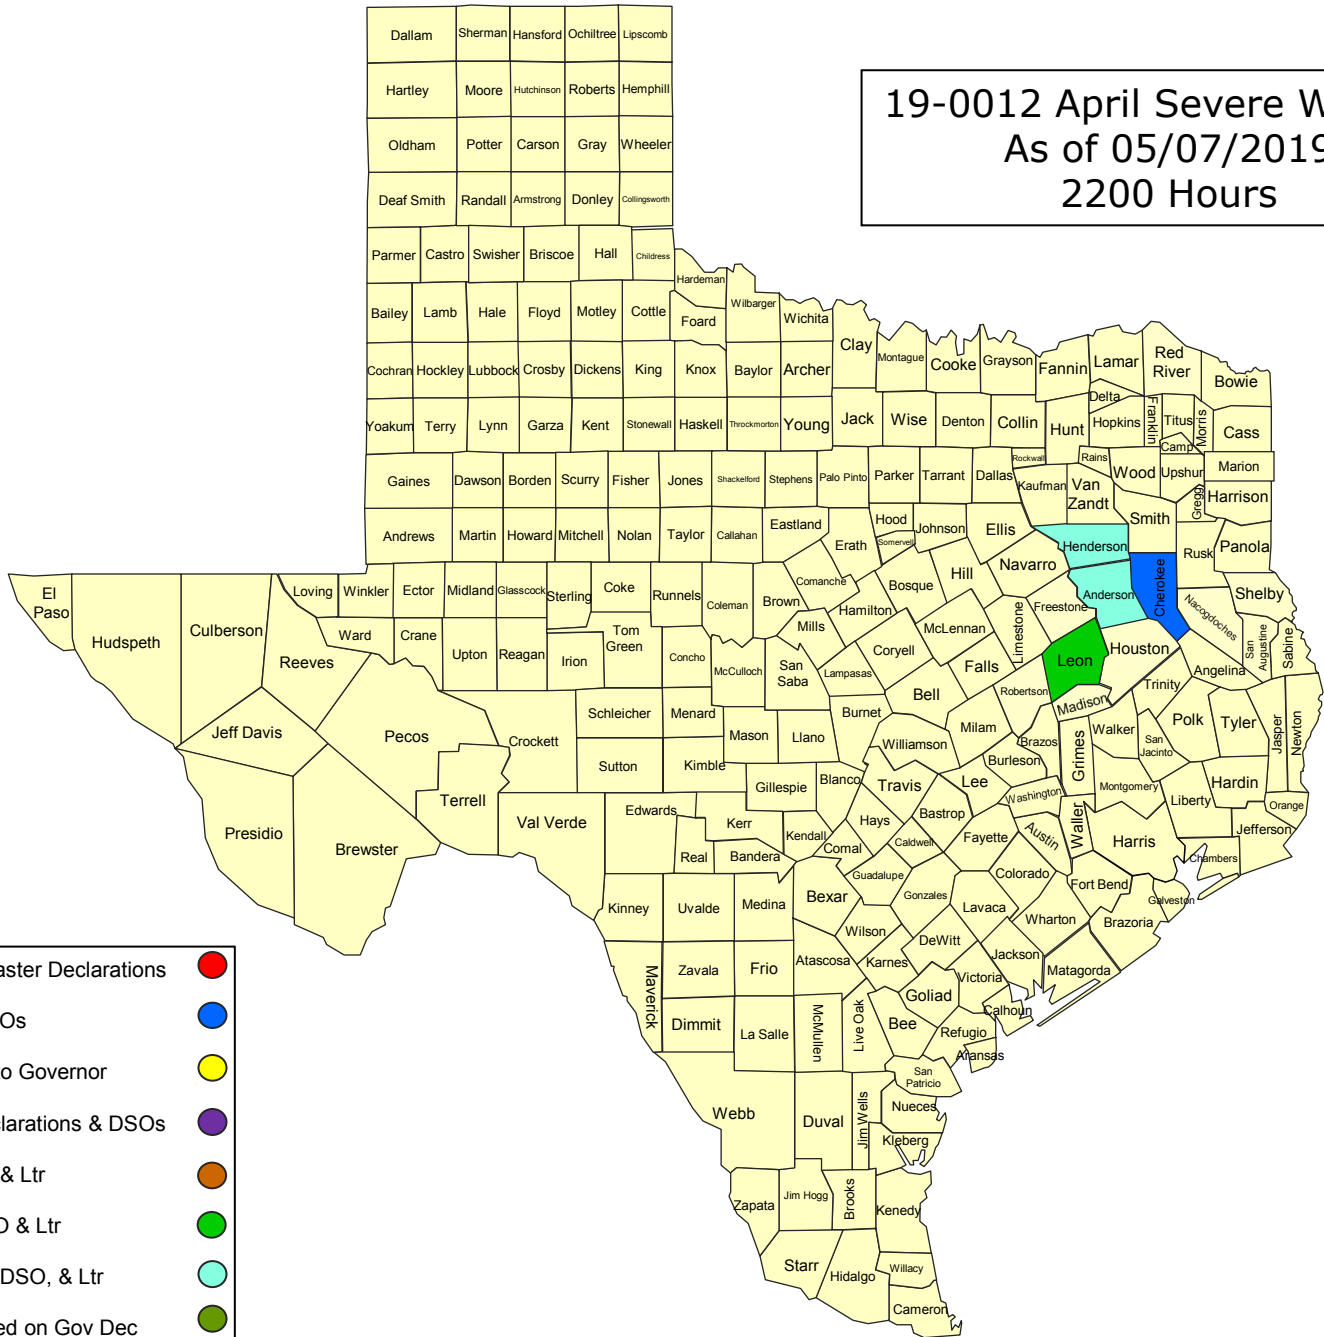 Dallam Sherman Hansford Ochiltree Lipscomb
Hartley Moore Hutchinson Roberts Hemphill
19-0012 April Severe W
As of 05/07/2019
2200 Hours
Oldham Potter Carson Gray Wheeler
Deaf Smith Randall Armstrong Donley Collingsworth
Parmer Castro Swisher Briscoe Hall Childress
Hardeman
Wilbarger
Bailey Lamb Hale Floyd Motley Cottle Foard Wichita
Clay Montague Cooke Grayson Fannin Lamar Red
River
Bowie
Cochran Hockley Lubbock Crosby Dickens King Knox Baylor Archer
Delta
Yoakum Terry Lynn Garza Kent Stonewall Haskell Throckmorton Young Jack Wise Denton Collin Hunt Hopkins Franklin Titus Morris Cass
Camp
Rockwall Rains
Gaines Dawson Borden Scurry Fisher Jones Shackelford Stephens Palo Pinto Parker Tarrant Dallas Kaufman Van
Zandt Wood Upshur Marion
Gregg Harrison
Andrews Martin Howard Mitchell Nolan Taylor Callahan Eastland Erath Hood Somervell Johnson Ellis Smith
Henderson Rusk Panola
El
Paso Hudspeth Culberson Loving Winkler Ector Midland Glasscock Sterling Coke Runnels Coleman Brown Comanche Hamilton Bosque Hill Navarro
Freestone Anderson Cherokee Nacogdoches Shelby
Reeves Ward Crane Upton Reagan Irion Tom
Green Concho McCulloch San
Saba Mills Lampasas Coryell McLennan Limestone Falls Leon Houston Angelina San
Augustine Sabine
Jeff Davis Pecos Crockett Schleicher Menard Mason Llano Burnet Bell Milam Robertson Madison Trinity Polk Tyler Jasper Newton
Sutton Kimble Gillespie Blanco Williamson Travis Lee Burleson Brazos Grimes Walker San
Jacinto
Presidio Brewster Terrell Val Verde Edwards Kerr Kendall Hays Bastrop Washington Montgomery Liberty Hardin Orange
Real Bandera Comal Caldwell Fayette Austin Waller Harris Jefferson
Chambers
Kinney Uvalde Medina Bexar Guadalupe Gonzales Lavaca Colorado Fort Bend Galveston
Wilson DeWitt Wharton Brazoria
Maverick Zavala Frio Atascosa Karnes Victoria Jackson Matagorda
Dimmit La Salle McMullen Live Oak Bee Goliad Refugio Calhoun
Aransas
San
Patricio
Webb Duval Jim Wells Nueces
Kleberg
Zapata Jim Hogg Brooks Kenedy
Starr Hidalgo Willacy
Cameron
aster Declarations
Os
o Governor
larations & DSOs
& Ltr
O & Ltr
DSO, & Ltr
ed on Gov Dec